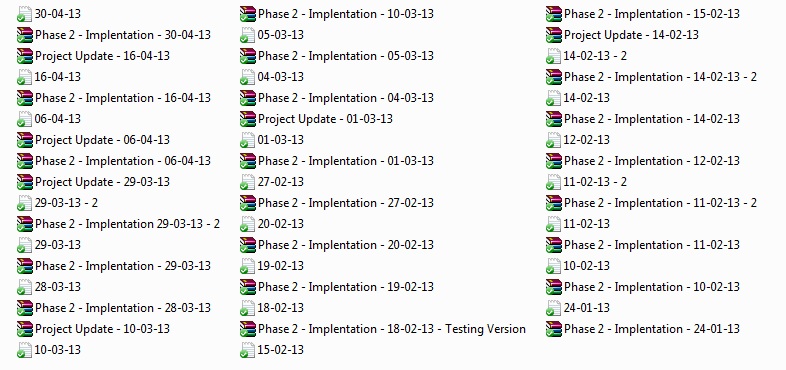 30-04-13
Phase 2 - Implentation - 30-04-13
Project Update - 16-04-13
16-04-13
Phase 2 - Implentation - 16-04-13
06-04-13
Project Update - 06-04-13
Phase 2 - Implentation - 06-04-13
Project Update - 29-03-13
29-03-13 - 2
Phase 2 - Implentation 29-03-13 - 2
29-03-13
Phase 2 - Implentation - 29-03-13
28-03-13
Phase 2 - Implentation - 28-03-13
Project Update - 10-03-13
10-03-13
Phase 2 - Implentation - 10-03-13
05-03-13
Phase 2 - Implentation - 05-03-13
04-03-13
Phase 2 - Implentation - 04-03-13
Project Update - 01-03-13
01-03-13
Phase 2 - Implentation - 01-03-13
27-02-13
Phase 2 - Implentation - 27-02-13
20-02-13
Phase 2 - Implentation - 20-02-13
19-02-13
Phase 2 - Implentation - 19-02-13
18-02-13
Phase 2 - Implentation - 18-02-13 - Testing Version
15-02-13
Phase 2 - Implentation - 15-02-13
Project Update - 14-02-13
14-02-13 - 2
Phase 2 - Implentation - 14-02-13 - 2
14-02-13
Phase 2 - Implentation - 14-02-13
12-02-13
Phase 2 - Implentation - 12-02-13
11-02-13 - 2
Phase 2 - Implentation - 11-02-13 - 2
11-02-13
Phase 2 - Implentation - 11-02-13
10-02-13
Phase 2 - Implentation - 10-02-13
24-01-13
Phase 2 - Implentation - 24-01-13